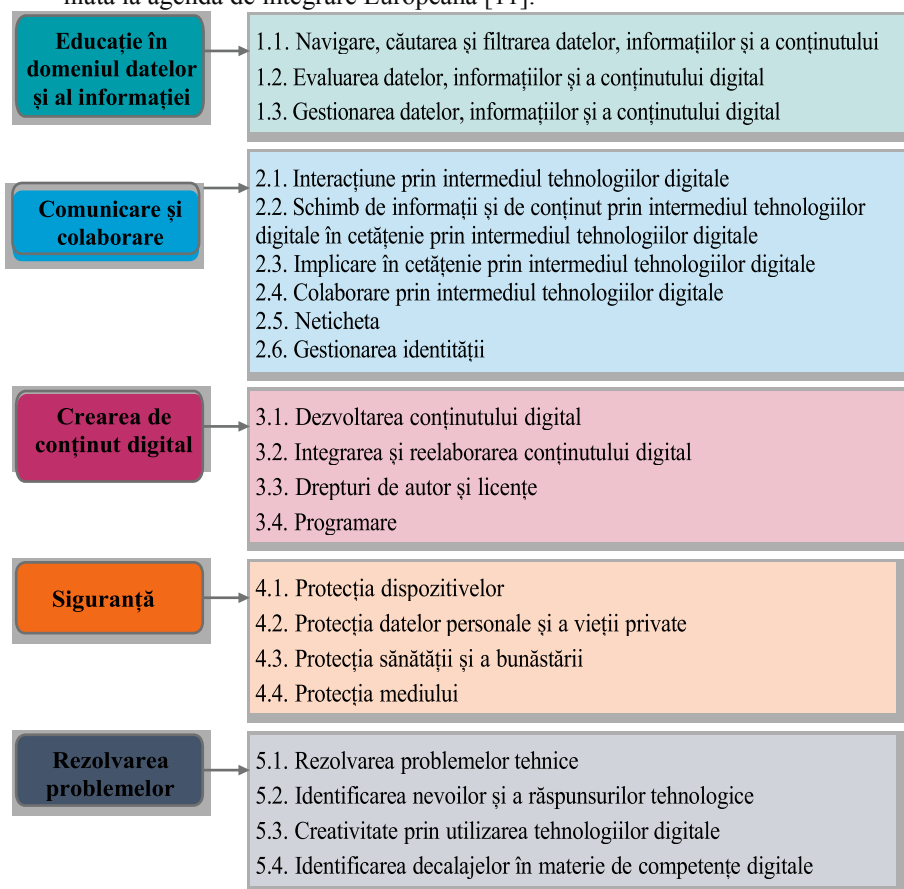 mată la agenda de integrare Europeană [11].
Educație în
domeniul datelor
și al informației
1.1. Navigare, căutarea și filtrarea datelor, informațiilor și a conținutului
1.2. Evaluarea datelor, informațiilor și a conținutului digital
1.3. Gestionarea datelor, informațiilor și a conținutului digital
Comunicare și
colaborare
2.1. Interacțiune prin intermediul tehnologiilor digitale
2.2. Schimb de informații și de conținut prin intermediul tehnologiilor
digitale în cetățenie prin intermediul tehnologiilor digitale
2.3. Implicare în cetățenie prin intermediul tehnologiilor digitale
2.4. Colaborare prin intermediul tehnologiilor digitale
2.5. Neticheta
2.6. Gestionarea identității
Crearea de
conținut digital
3.1. Dezvoltarea conținutului digital
3.2. Integrarea și reelaborarea conținutului digital
3.3. Drepturi de autor și licențe
3.4. Programare
Siguranță
4.1. Protecția dispozitivelor
4.2. Protecția datelor personale și a vieții private
4.3. Protecția sănătății și a bunăstării
4.4. Protecția mediului
Rezolvarea
problemelor
5.1. Rezolvarea problemelor tehnice
5.2. Identificarea nevoilor și a răspunsurilor tehnologice
5.3. Creativitate prin utilizarea tehnologiilor digitale
5.4. Identificarea decalajelor în materie de competențe digitale